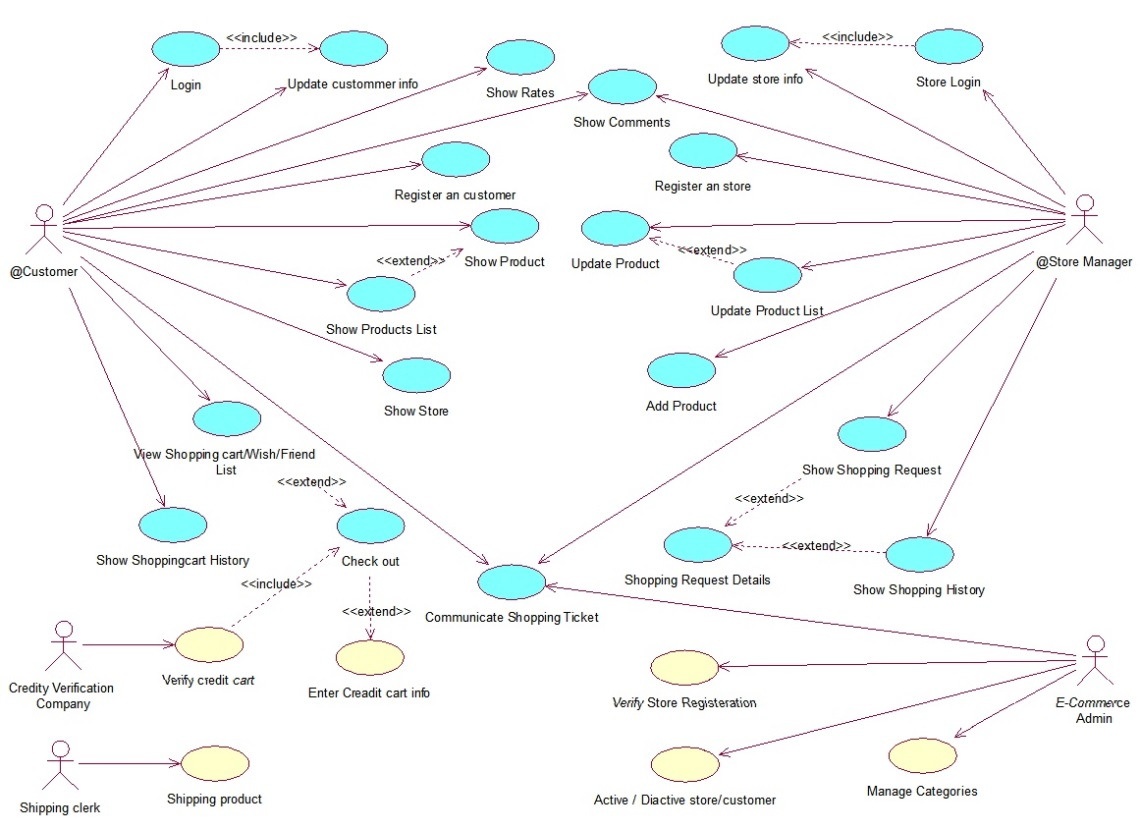 <<include>>
<<include>>
Login
Update custommer info
Show Rates
Update store info
Store Login
Show Comments
Register an customer
Register an store
@Customer
<<extend>>
Show Product
Update Product
<<extend>>
@Store Manager
Show Products List
Update Product List
Show Store
Add Product
View Shopping cart/Wish/Friend
List
Show Shopping Request
<<extend>>
<<extend>>
Show Shoppingcart History
Check out
<<extend>>
Shopping Request Details
Show Shopping History
<<include>>
<<extend>>
Communicate Shopping Ticket
Credity Verification
Company
Verify credit cart
Enter Creadit cart info
Verify Store Registeration
E-Commerce
Admin
Shipping clerk
Shipping product
Active / Diactive store/customer
Manage Categories